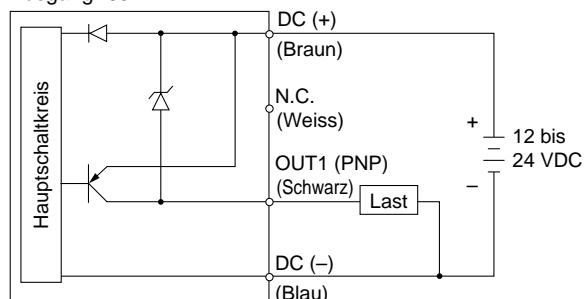 DC (+)
(Braun)
N.C.
(Weiss)
OUT1 (PNP)
(Schwarz)
Last
DC (–)
(Blau)
Hauptschaltkreis
+
12 bis
24 VDC
–